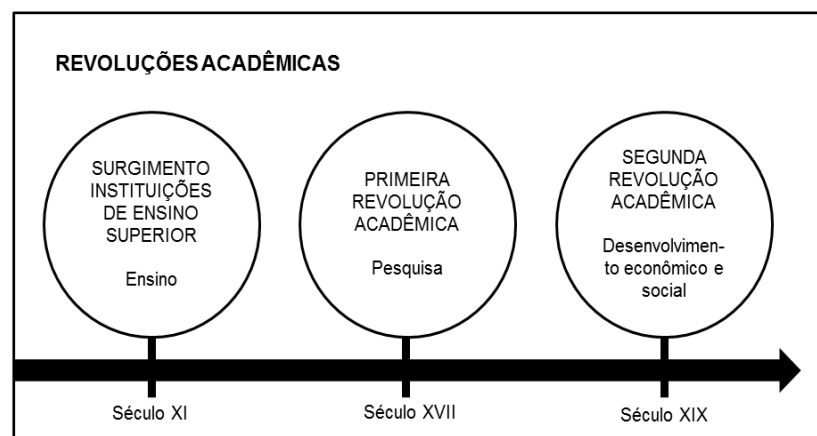 REVOLUÇÕES ACADÊMICAS
SURGIMENTO
INSTITUIÇÕES
DE ENSINO
SUPERIOR
Ensino
PRIMEIRA
REVOLUÇÃO
ACADÊMICA
Pesquisa
SEGUNDA
REVOLUÇÃO
ACADÊMICA
Desenvolvimen-
to econômico e
social
Século XI
Século XVII
Século XIX